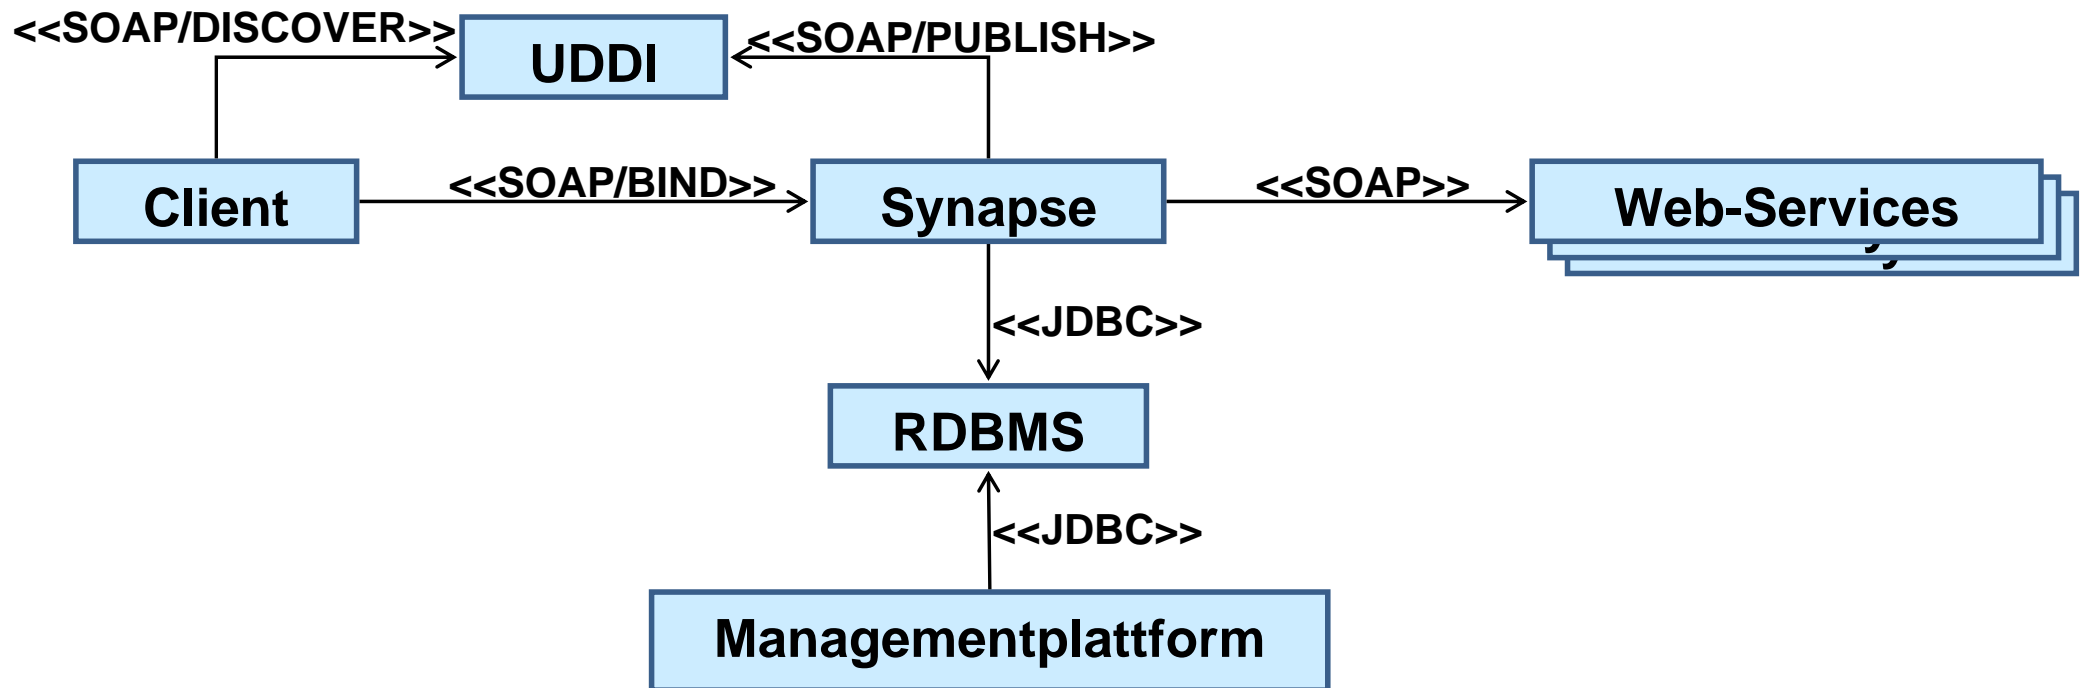 <<SOAP/DISCOVER>>
<<SOAP/PUBLISH>>
UDDI
Client
<<SOAP/BIND>>
Synapse
<<SOAP>>
Web-Services
<<JDBC>>
RDBMS
<<JDBC>>
Managementplattform